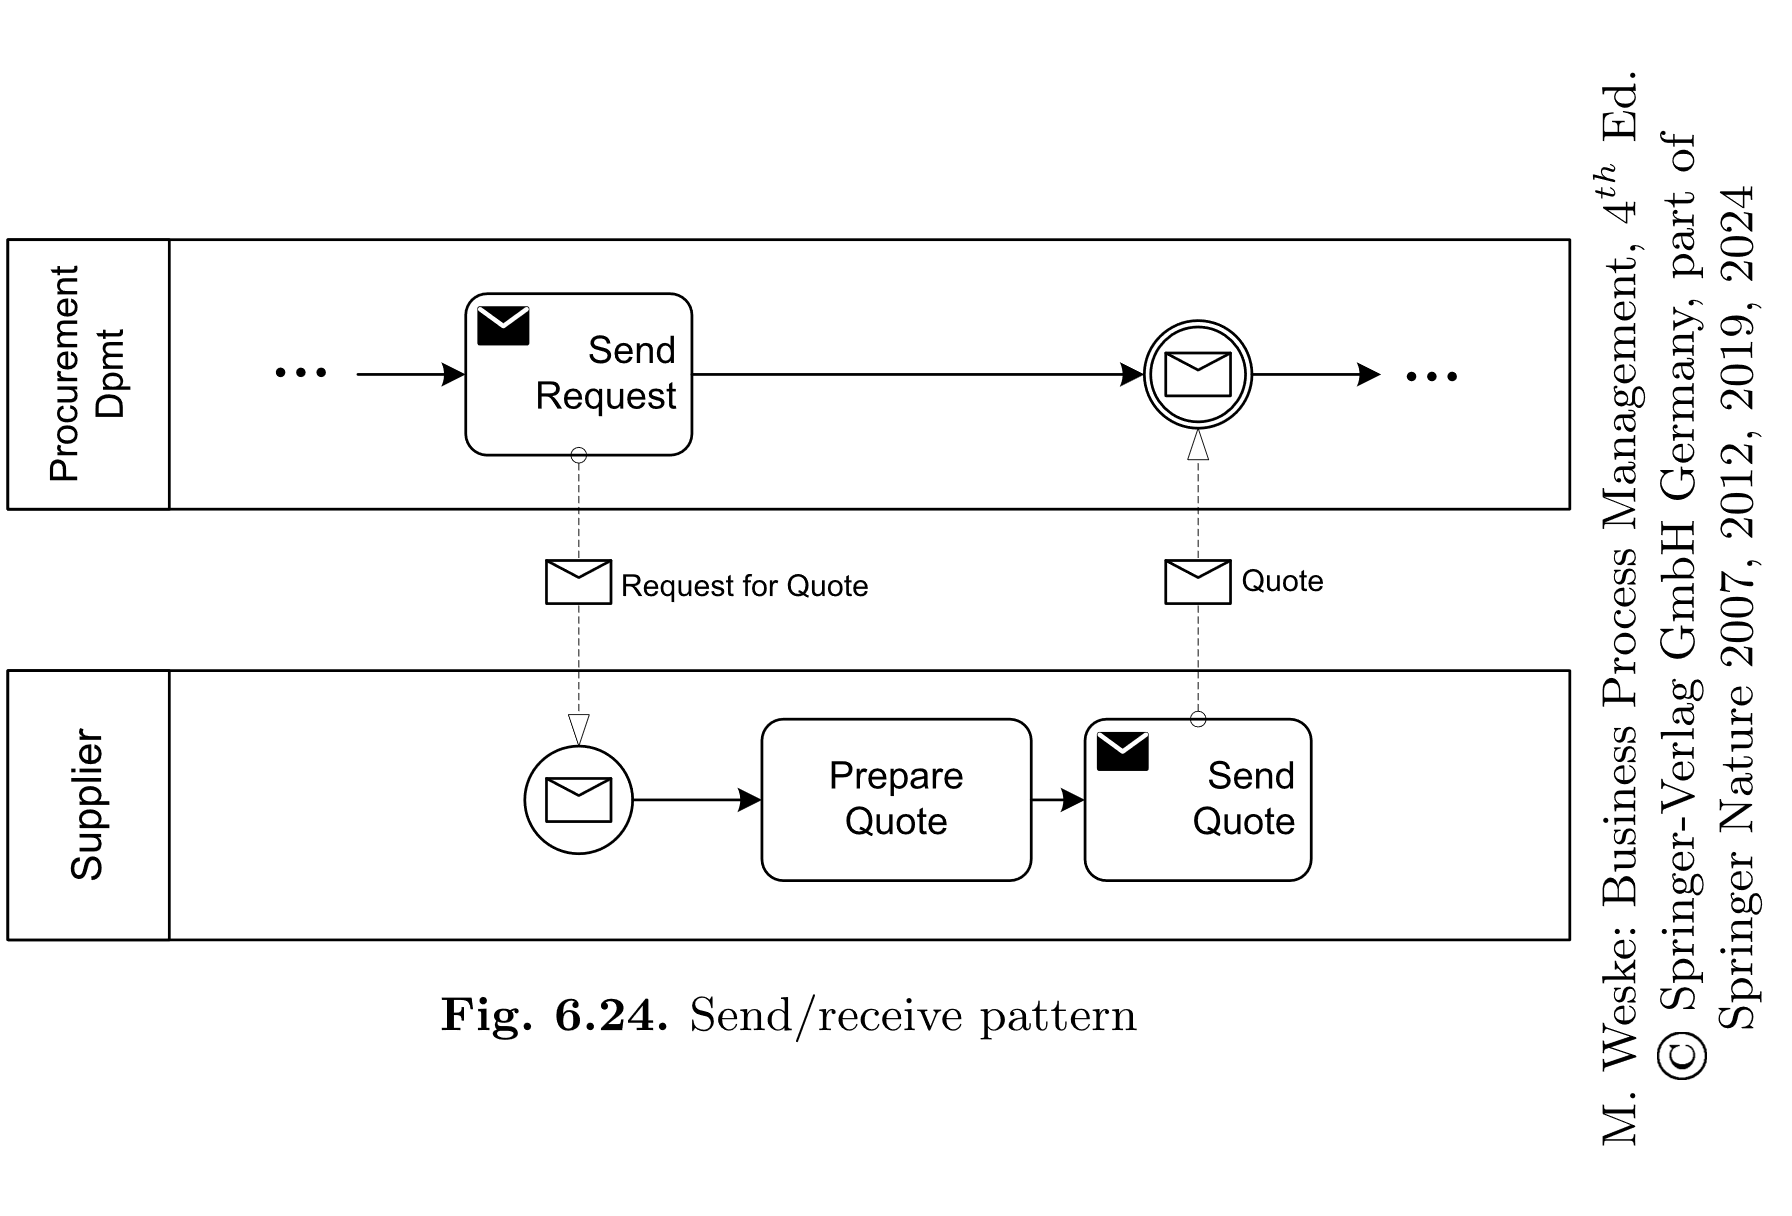 Procurement
Dpmt
Send
Request
Request for Quote
Quote
Supplier
Prepare
Quote
Send
Quote
Fig. 6.24. Send/receive pattern
M. Weske: Business Process Management, 4th Ed.
© Springer-Verlag GmbH Germany, part of
Springer Nature 2007, 2012, 2019, 2024